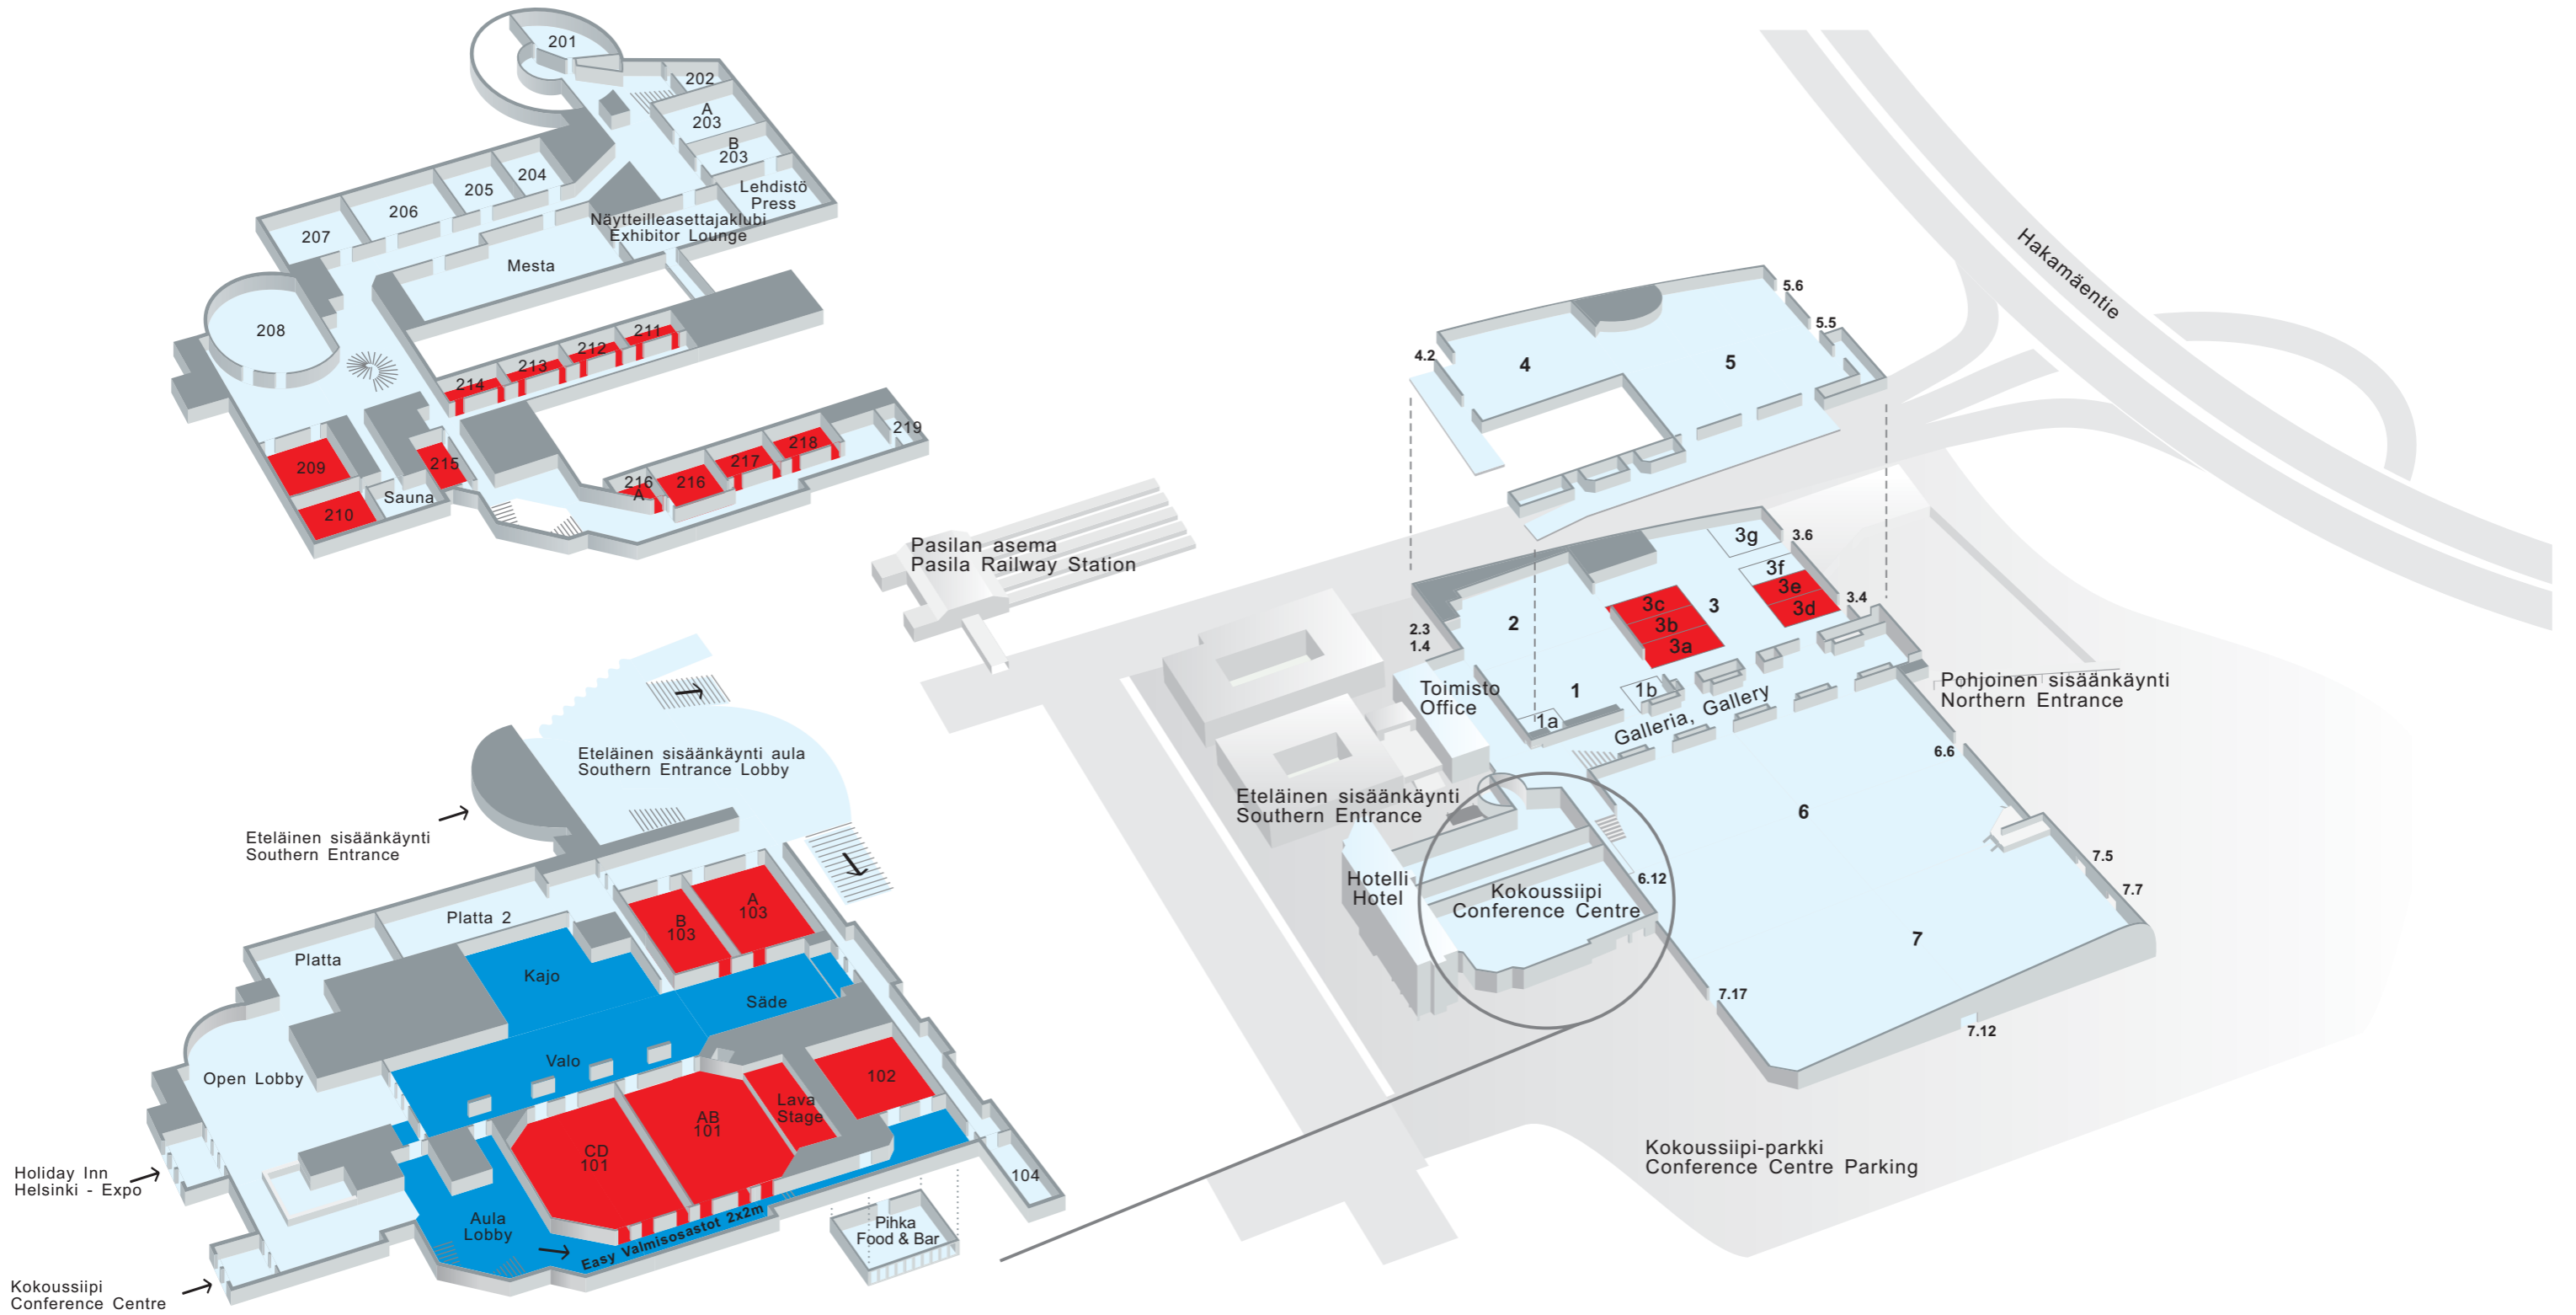 201
202
A
203
B
203
Lehdistö
Press
204
205
206
207
Näytteilleasettajaklubi
Exhibitor Lounge
Mesta
208
211
212
213
214
209
210
215
Sauna
216
A
216
217
218
219
Pasilan asema
Pasila Railway Station
Hakamäentie
5.6
5.5
4.2
4
5
3g
3.6
3f
3e
3d
3.4
3c
3b
3a
3
2
2.3
1.4
1
1b
1a
Toimisto
Office
Galleria, Gallery
Pohjoinen sisäänkäynti
Northern Entrance
6.6
6
Eteläinen sisäänkäynti
Southern Entrance
Hotelli
Hotel
Kokoussiipi
Conference Centre
6.12
7.5
7.7
7
7.17
7.12
Kokoussiipi-parkki
Conference Centre Parking
Eteläinen sisäänkäynti aula
Southern Entrance Lobby
Eteläinen sisäänkäynti
Southern Entrance
Platta 2
Platta
B
103
A
103
Kajo
Säde
Valo
Open Lobby
102
Lava
Stage
AB
101
CD
101
Holiday Inn
Helsinki - Expo
Aula
Lobby
Easy Valmisosastot 2x2m
104
Pihka
Food & Bar
Kokoussiipi
Conference Centre